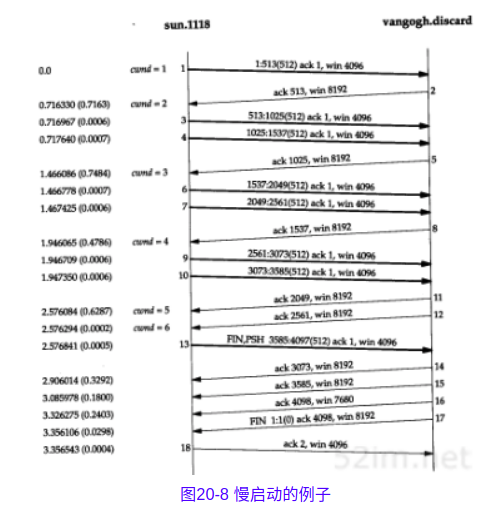 sun.1118 vangogh.discard
0.0 cwnd = 1 1 1:513(512) ack 1, win 4096
0.716330 (0.7163) cwnd = 2 ack 513, win 8192 2
0.716967 (0.0006) 3 513:1025(512) ack 1, win 4096
0.717640 (0.0007) 4 1025:1537(512) ack 1, win 4096
1.466086 (0.7484) cwnd = 3 ack 1025, win 8192 5
1.466778 (0.0007) 6 1537:2049(512) ack 1, win 4096
1.467425 (0.0006) 7 2049:2561(512) ack 1, win 4096
1.946065 (0.4786) cwnd = 4 ack 1537, win 8192 8
1.946709 (0.0006) 9 2561:3073(512) ack 1, win 4096
1.947350 (0.0006) 10 3073:3585(512) ack 1, win 4096
2.576084 (0.6287) cwnd = 5 ack 2049, win 8192 11
2.576294 (0.0002) cwnd = 6 ack 2561, win 8192 12
2.576841 (0.0005) 13 FIN,PSH 3585:4097(512) ack 1, win 4096
2.906014 (0.3292) ack 3073, win 8192 14
3.085978 (0.1800) ack 3585, win 8192 15
3.326275 (0.2403) ack 4098, win 7680 16
3.356106 (0.0298) FIN 1:1(0) ack 4098, win 8192 17
3.356543 (0.0004) 18 ack 2, win 4096
52im.net
图20-8 慢启动的例子